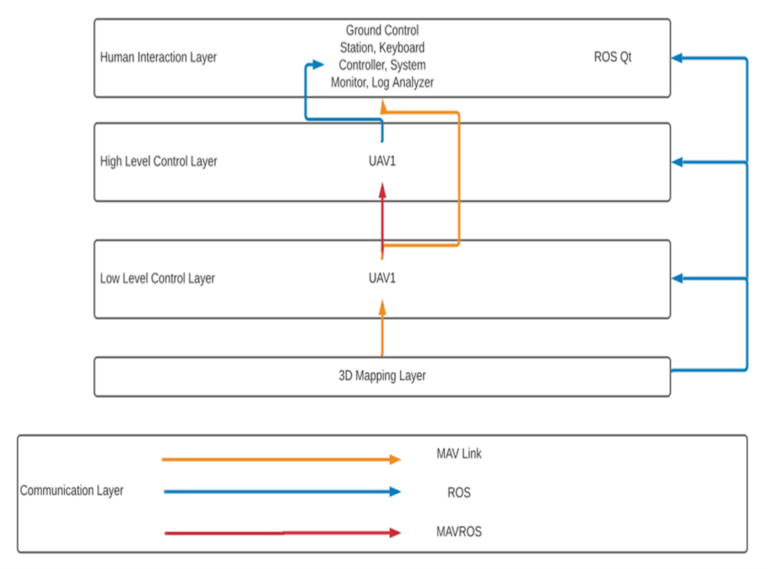 Human Interaction Layer
Ground Control
Station, Keyboard
Controller, System
Monitor, Log Analyzer
ROS Qt
High Level Control Layer
UAV1
Low Level Control Layer
UAV1
3D Mapping Layer
Communication Layer
MAV Link
ROS
MAVROS